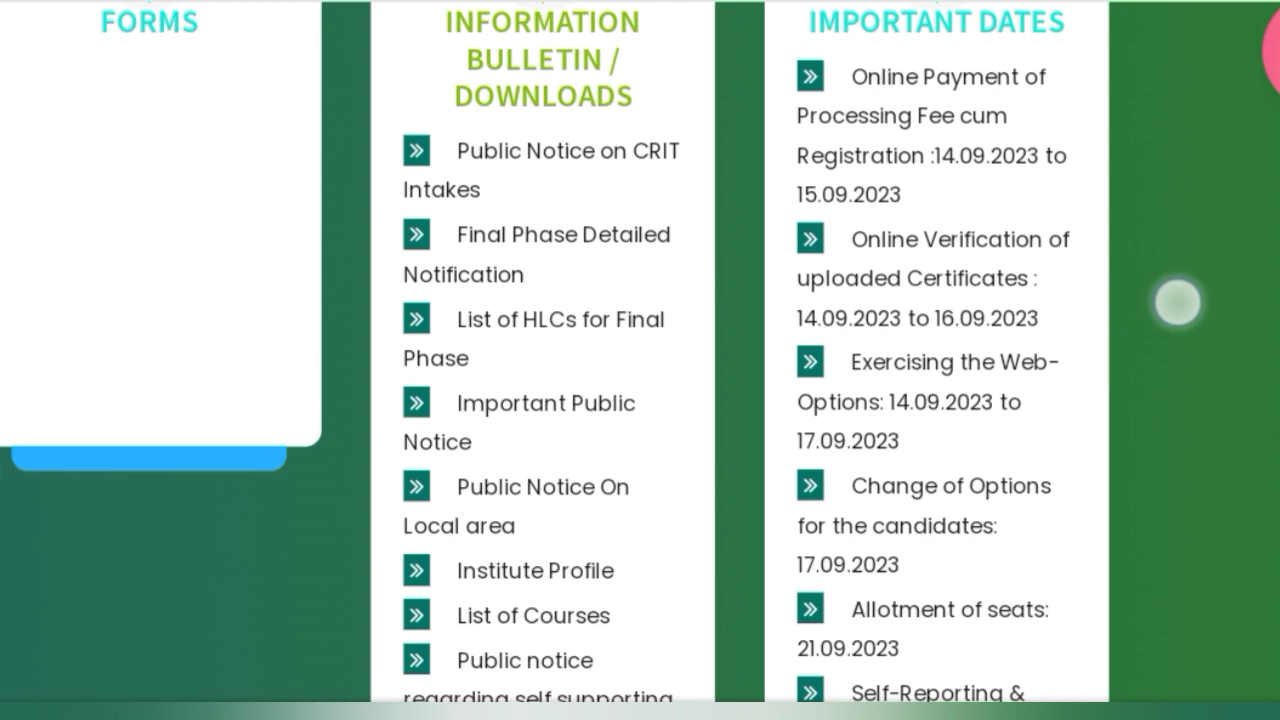 FORMS
INFORMATION
BULLETIN /
DOWNLOADS
Public Notice on CRIT
Intakes
Final Phase Detailed
Notification
List of HLCs for Final
Phase
Important Public
Notice
Public Notice On
Local area
Institute Profile
List of Courses
Public notice
regarding self supporting
IMPORTANT DATES
Online Payment of
Processing Fee cum
Registration :14.09.2023 to
15.09.2023
Online Verification of
uploaded Certificates :
14.09.2023 to 16.09.2023
Exercising the Web-
Options: 14.09.2023 to
17.09.2023
Change of Options
for the candidates:
17.09.2023
Allotment of seats:
21.09.2023
Self-Reporting &